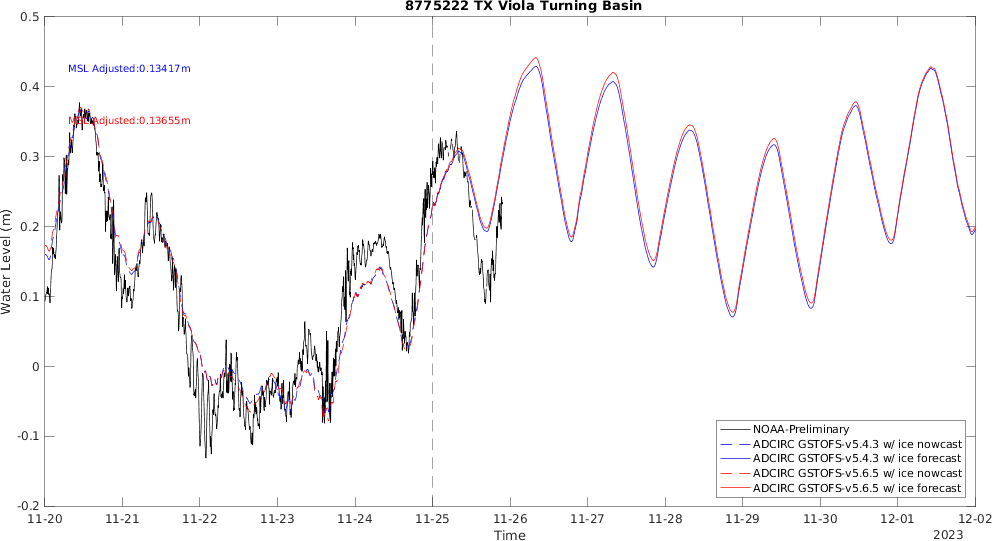 8775222 TX Viola Turning Basin
0.5
0.4
0.3
0.2
0.1
0
-0.1
-0.2
Water Level (m)
MSL Adjusted:0.13417m
MSL Adjusted:0.13655m
NOAA-Preliminary
ADCIRC GSTOFS-v5.4.3 w/ ice nowcast
ADCIRC GSTOFS-v5.4.3 w/ ice forecast
ADCIRC GSTOFS-v5.6.5 w/ ice nowcast
ADCIRC GSTOFS-v5.6.5 w/ ice forecast
11-20 11-21 11-22 11-23 11-24 11-25 11-26 11-27 11-28 11-29 11-30 12-01 12-02
Time
2023